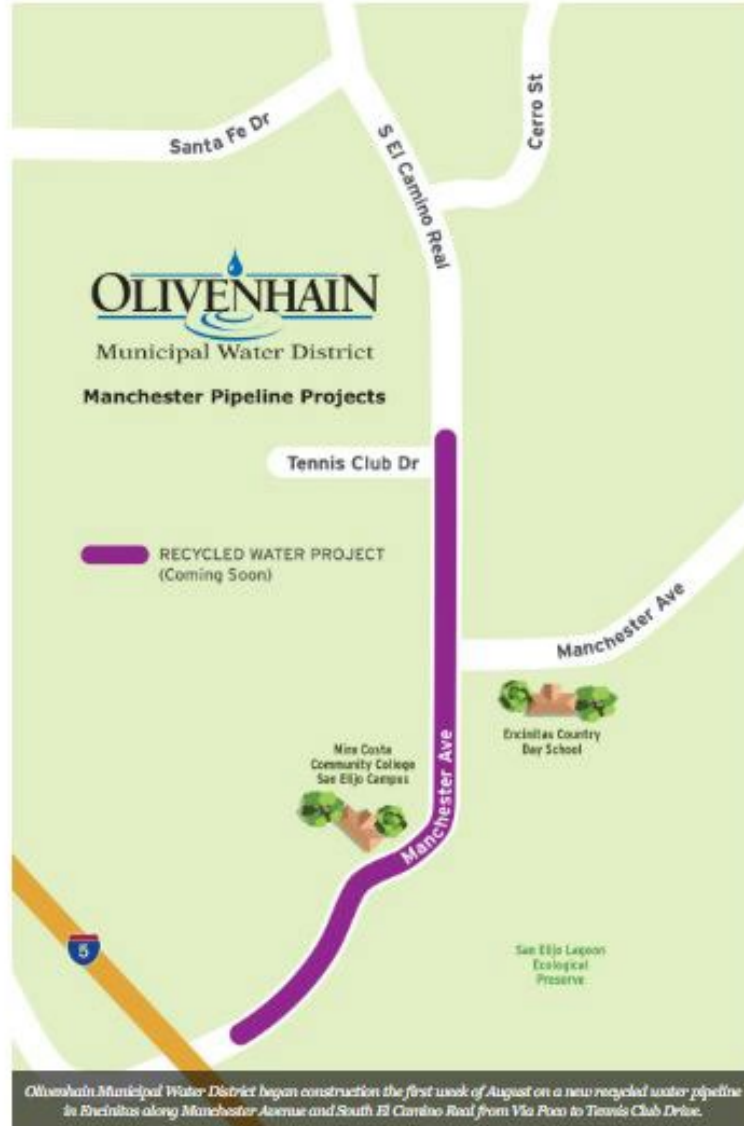 Santa Fe Dr
S El Camino Real
Cerro St
OLIVENHAIN
Municipal Water District
Manchester Pipeline Projects
Tennis Club Dr
RECYCLED WATER PROJECT
(Coming Soon)
Manchester Ave
Encinitas Country
Day School
Mira Costa
Community College
San Elijo Campus
Manchester Ave
5
San Elijo Lagoon
Ecological
Preserve
Olivenhain Municipal Water District began construction the first week of August on a new recycled water pipeline
in Encinitas along Manchester Avenue and South El Camino Real from Via Poco to Tennis Club Drive.